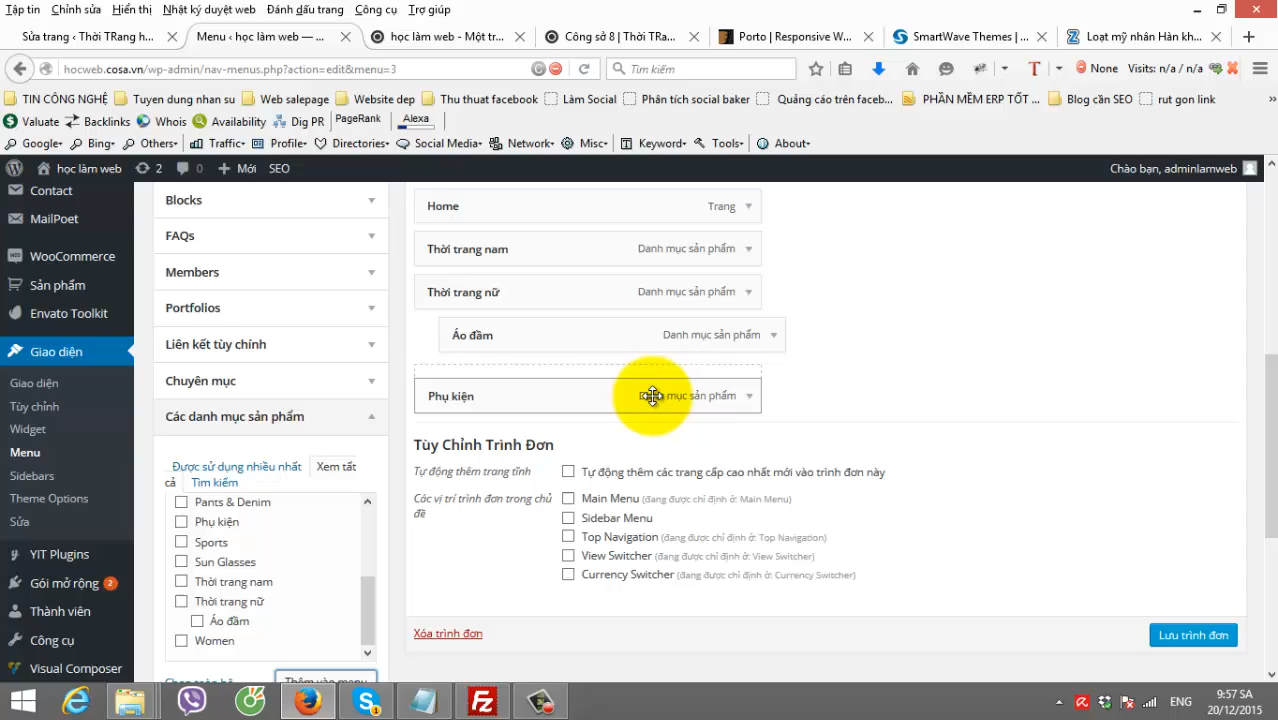 Tập tin Chỉnh sửa Hiển thị Nhật ký duyệt web Đánh dấu trang Công cụ Trợ giúp
Sửa trang ‹ Thời TRang h... Menu ‹ học làm web — ... học làm web - Một tr... Công sở 8 | Thời TRa... Porto | Responsive W... SmartWave Themes | ... Loạt mỹ nhân Hàn kh...
hocweb.cosa.vn/wp-admin/nav-menus.php?action=edit&menu=3 Tìm kiếm None Visits: n/a / n/a
TIN CÔNG NGHỆ Tuyen dung nhan su Web salepage Website dep Thu thuat facebook Làm Social Phân tích social baker Quảng cáo trên faceb... PHẦN MỀM ERP TỐT ... Blog cần SEO rut gon link
Valuate Backlinks Whois Availability Dig PR PageRank Alexa
Google Bing Others Traffic Profile Directories Social Media Network Misc Keyword Tools About
học làm web 2 0 Mới SEO Chào bạn, adminlamweb
Contact
MailPoet
WooCommerce
Sản phẩm
Envato Toolkit
Giao diện
Giao diện
Tùy chỉnh
Widget
Menu
Sidebars
Theme Options
Sửa
YIT Plugins
Gói mở rộng 2
Thành viên
Công cụ
Visual Composer
Blocks
FAQs
Members
Portfolios
Liên kết tùy chỉnh
Chuyên mục
Các danh mục sản phẩm
Được sử dụng nhiều nhất Xem tất
cả Tìm kiếm
Pants & Denim
Phụ kiện
Sports
Sun Glasses
Thời trang nam
Thời trang nữ
Áo đầm
Women
Chọn toàn bộ Thêm vào menu
Home Trang
Thời trang nam Danh mục sản phẩm
Thời trang nữ Danh mục sản phẩm
Áo đầm Danh mục sản phẩm
Phụ kiện Danh mục sản phẩm
Tùy Chỉnh Trình Đơn
Tự động thêm trang tĩnh Tự động thêm các trang cấp cao nhất mới vào trình đơn này
Các vị trí trình đơn trong chủ
đề
Main Menu (đang được chỉ định ở: Main Menu)
Sidebar Menu
Top Navigation (đang được chỉ định ở: Top Navigation)
View Switcher (đang được chỉ định ở: View Switcher)
Currency Switcher (đang được chỉ định ở: Currency Switcher)
Xóa trình đơn Lưu trình đơn
ENG 9:57 SA
20/12/2015